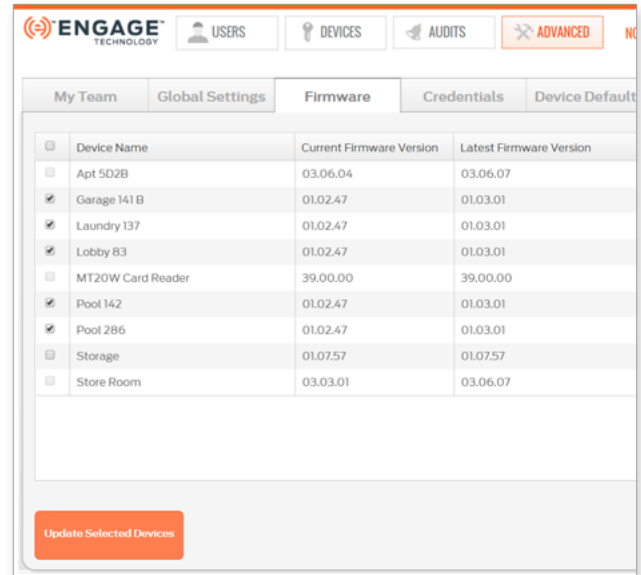 ENGAGE™ USERS DEVICES AUDITS ADVANCED
TECHNOLOGY
My Team Global Settings Firmware Credentials Device Default
Device Name Current Firmware Version Latest Firmware Version
Apt 5D2B 03.06.04 03.06.07
Garage 141 B 01.02.47 01.03.01
Laundry 137 01.02.47 01.03.01
Lobby 83 01.02.47 01.03.01
MT20W Card Reader 39.00.00 39.00.00
Pool 142 01.02.47 01.03.01
Pool 286 01.02.47 01.03.01
Storage 01.07.57 01.07.57
Store Room 03.03.01 03.06.07
Update Selected Devices